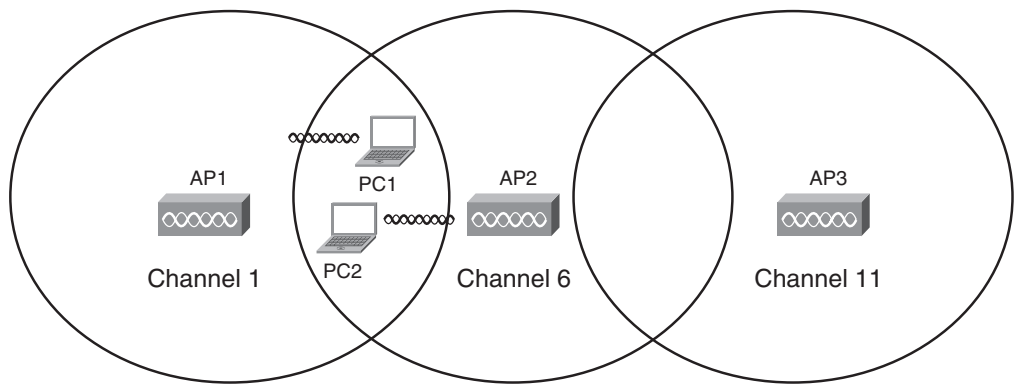 PC1
AP1
AP2
AP3
PC2
Channel 1
Channel 6
Channel 11